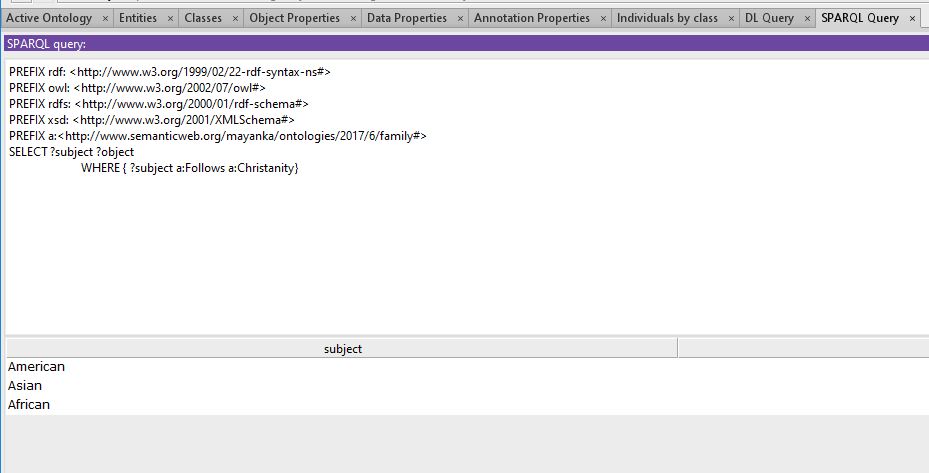 Active Ontology × Entities × Classes × Object Properties × Data Properties × Annotation Properties × Individuals by class × DL Query × SPARQL Query ×
SPARQL query:
PREFIX rdf: <http://www.w3.org/1999/02/22-rdf-syntax-ns#>
PREFIX owl: <http://www.w3.org/2002/07/owl#>
PREFIX rdfs: <http://www.w3.org/2000/01/rdf-schema#>
PREFIX xsd: <http://www.w3.org/2001/XMLSchema#>
PREFIX a:<http://www.semanticweb.org/mayanka/ontologies/2017/6/family#>
SELECT ?subject ?object
WHERE { ?subject a:Follows a:Christanity}
subject
American
Asian
African